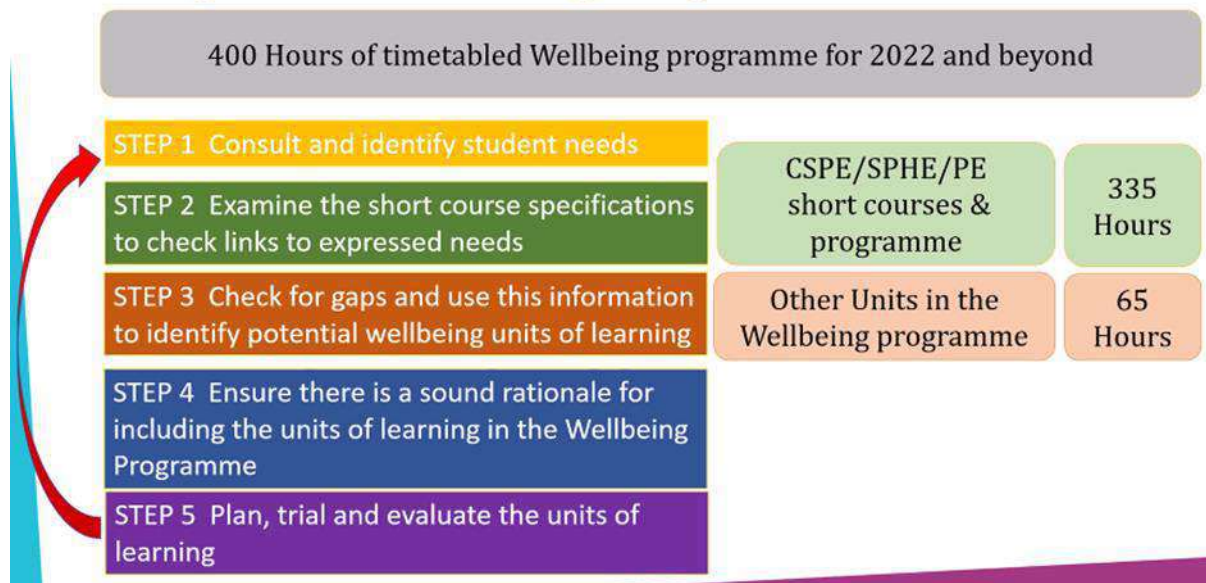 400 Hours of timetabled Wellbeing programme for 2022 and beyond
STEP 1 Consult and identify student needs
STEP 2 Examine the short course specifications
to check links to expressed needs
CSPE/SPHE/PE
short courses &
programme
335
Hours
STEP 3 Check for gaps and use this information
to identify potential wellbeing units of learning
Other Units in the
Wellbeing programme
65
Hours
STEP 4 Ensure there is a sound rationale for
including the units of learning in the Wellbeing
Programme
STEP 5 Plan, trial and evaluate the units of
learning